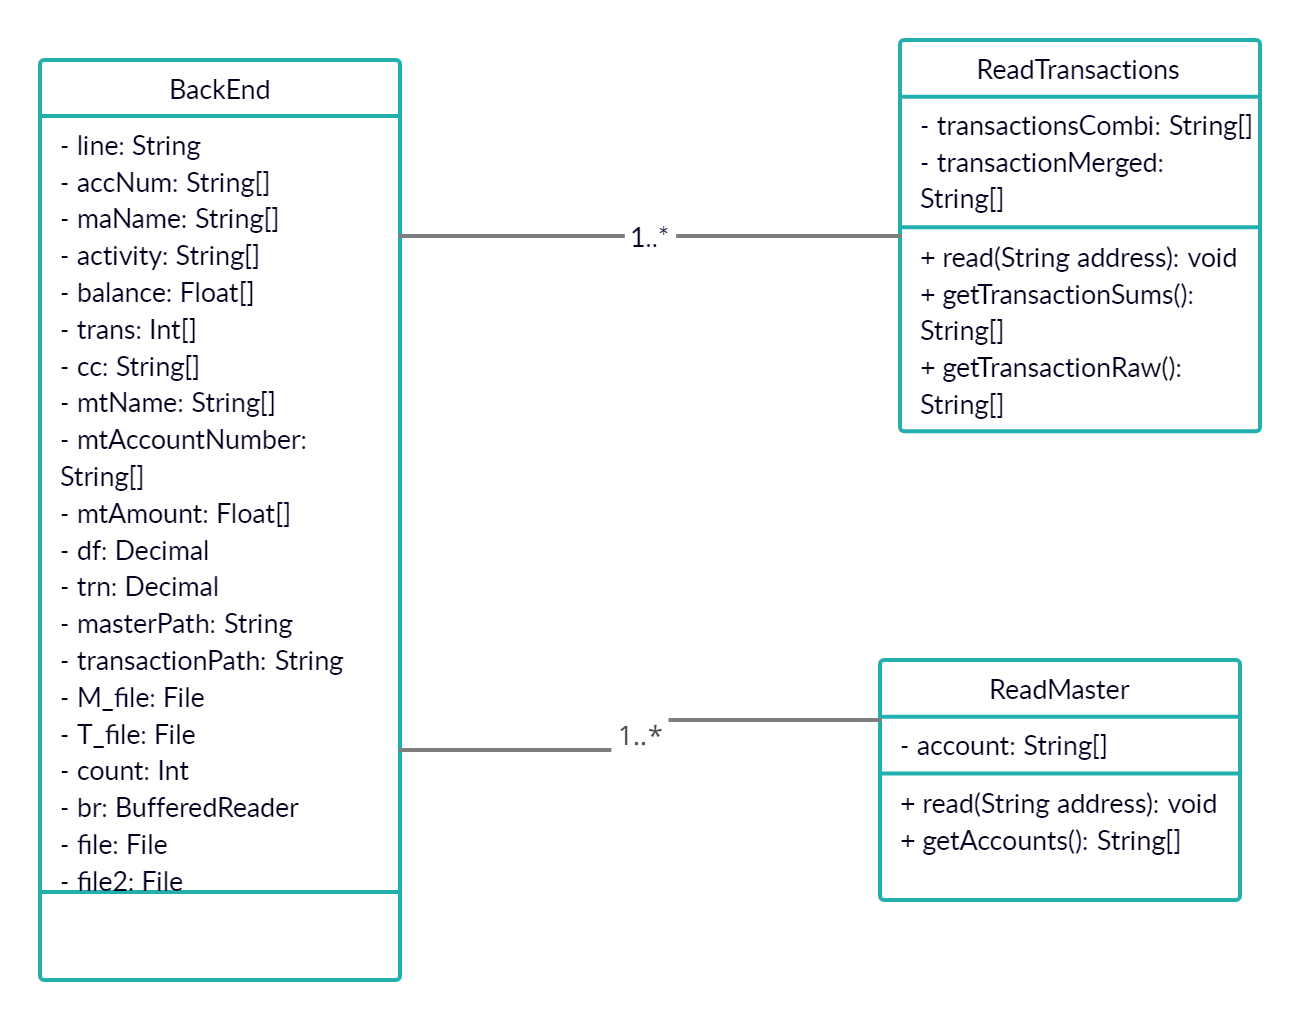 BackEnd
- line: String
- accNum: String[]
- maName: String[]
- activity: String[]
- balance: Float[]
- trans: Int[]
- cc: String[]
- mtName: String[]
- mtAccountNumber:
String[]
- mtAmount: Float[]
- df: Decimal
- trn: Decimal
- masterPath: String
- transactionPath: String
- M_file: File
- T_file: File
- count: Int
- br: BufferedReader
- file: File
- file2: File
1..*
1..*
ReadTransactions
- transactionsCombi: String[]
- transactionMerged:
String[]
+ read(String address): void
+ getTransactionSums():
String[]
+ getTransactionRaw():
String[]
ReadMaster
- account: String[]
+ read(String address): void
+ getAccounts(): String[]